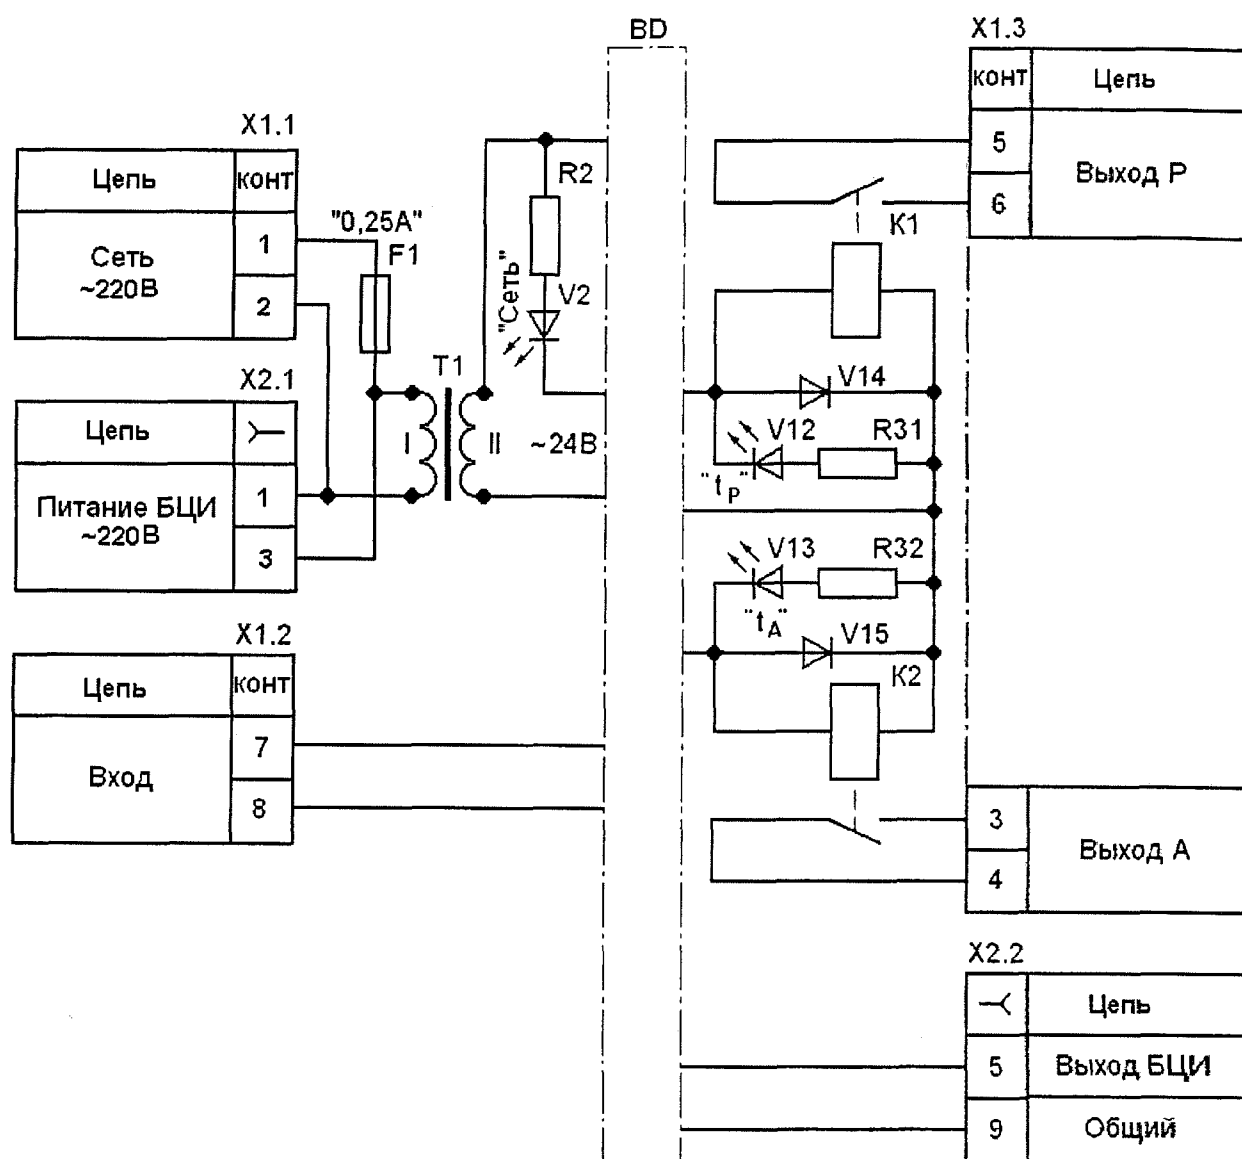 BD
X1.3
конт Цепь
5
Выход Р
6
X1.1
Цепь конт
Сеть
~220В
1
2
"0,25А"
F1
R2
"Сеть"
V2
K1
X2.1
Цепь
Питание БЦИ
~220В
1
3
T1
I
II
~24В
V14
V12
R31
"tР"
V13
R32
"tА"
V15
K2
X1.2
Цепь конт
Вход
7
8
3
Выход А
4
X2.2
Цепь
5 Выход БЦИ
9 Общий